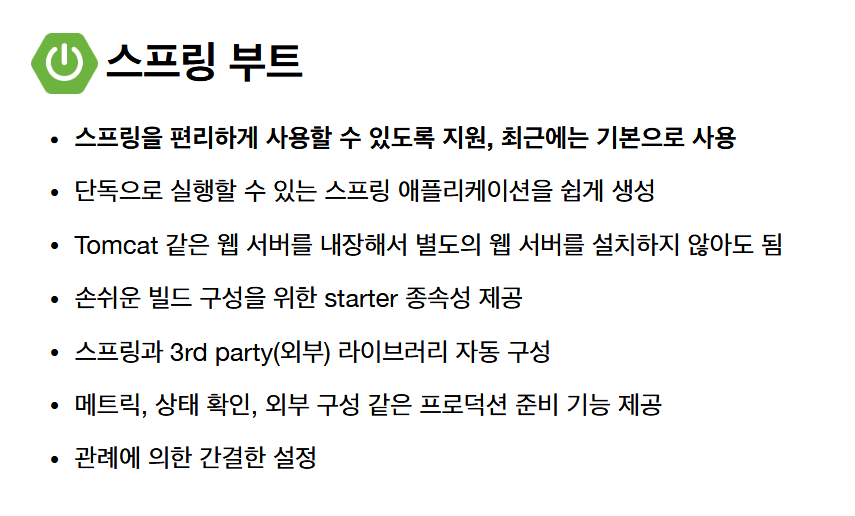 스프링 부트
• 스프링을 편리하게 사용할 수 있도록 지원, 최근에는 기본으로 사용
• 단독으로 실행할 수 있는 스프링 애플리케이션을 쉽게 생성
• Tomcat 같은 웹 서버를 내장해서 별도의 웹 서버를 설치하지 않아도 됨
• 손쉬운 빌드 구성을 위한 starter 종속성 제공
• 스프링과 3rd party(외부) 라이브러리 자동 구성
• 메트릭, 상태 확인, 외부 구성 같은 프로덕션 준비 기능 제공
• 관례에 의한 간결한 설정